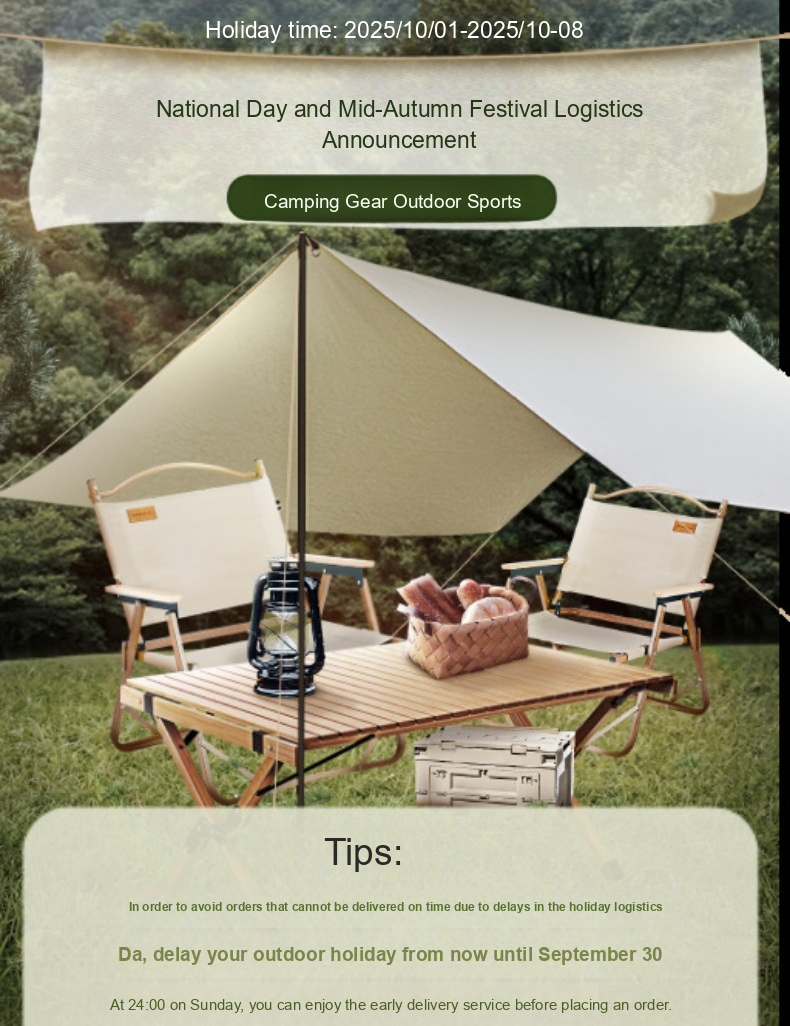 Holiday time: 2025/10/01-2025/10-08
National Day and Mid-Autumn Festival Logistics
Announcement
Camping Gear Outdoor Sports
Tips:
In order to avoid orders that cannot be delivered on time due to delays in the holiday logistics
Da, delay your outdoor holiday from now until September 30
At 24:00 on Sunday, you can enjoy the early delivery service before placing an order.